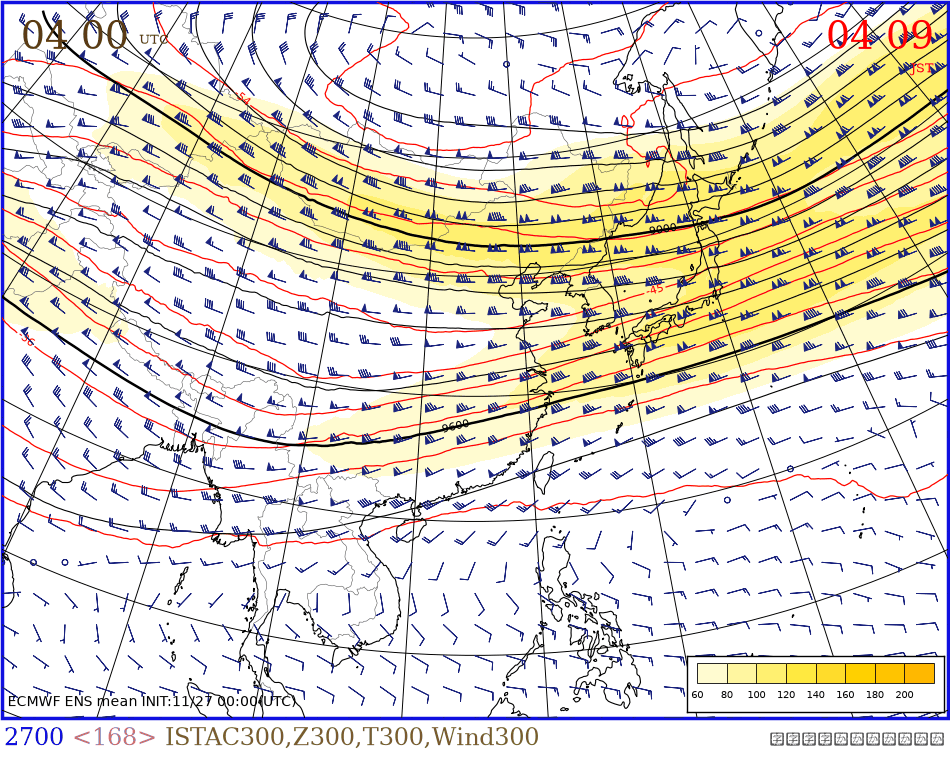 04 00 UTC
04 09 JST
-54
9000
-45
-36
9600
60 80 100 120 140 160 180 200
ECMWF ENS mean INIT:11/27 00:00(UTC)
2700 <168> ISTAC300,Z300,T300,Wind300